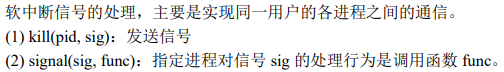 软中断信号的处理，主要是实现同一用户的各进程之间的通信。
(1) kill(pid, sig)：发送信号
(2) signal(sig, func)：指定进程对信号 sig 的处理行为是调用函数 func。